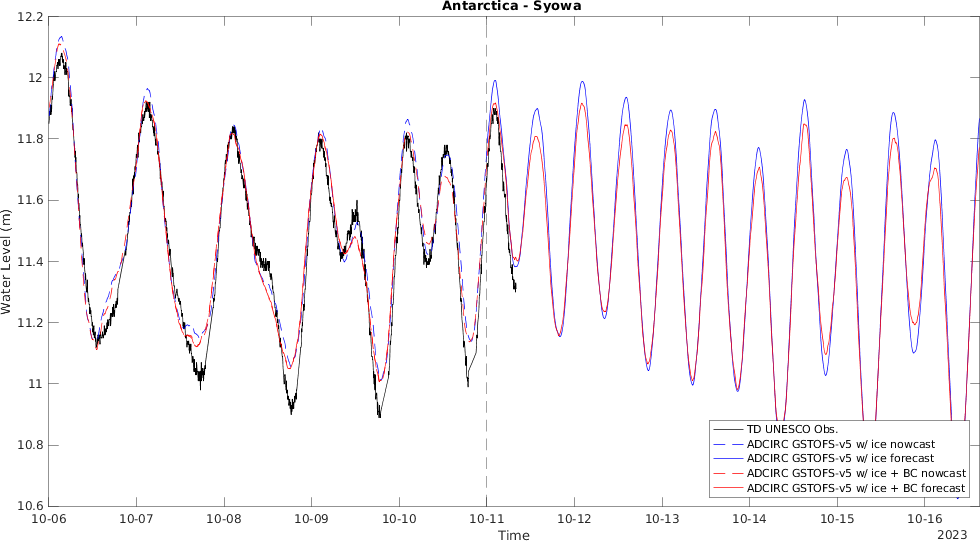 Antarctica - Syowa
Water Level (m)
12.2
12
11.8
11.6
11.4
11.2
11
10.8
10.6
TD UNESCO Obs.
ADCIRC GSTOFS-v5 w/ ice nowcast
ADCIRC GSTOFS-v5 w/ ice forecast
ADCIRC GSTOFS-v5 w/ ice + BC nowcast
ADCIRC GSTOFS-v5 w/ ice + BC forecast
10-06 10-07 10-08 10-09 10-10 10-11 10-12 10-13 10-14 10-15 10-16
Time
2023